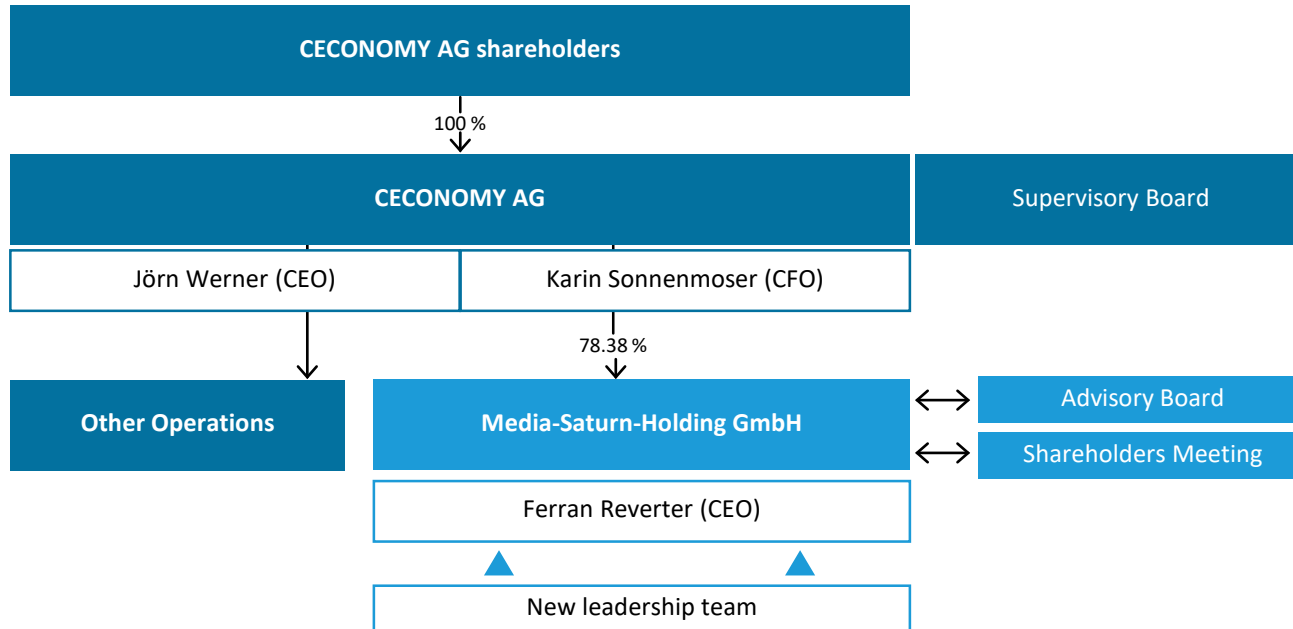 CECONOMY AG shareholders
100 %
CECONOMY AG
Supervisory Board
Jörn Werner (CEO)
Karin Sonnenmoser (CFO)
78.38 %
Other Operations
Media-Saturn-Holding GmbH
Advisory Board
Shareholders Meeting
Ferran Reverter (CEO)
New leadership team